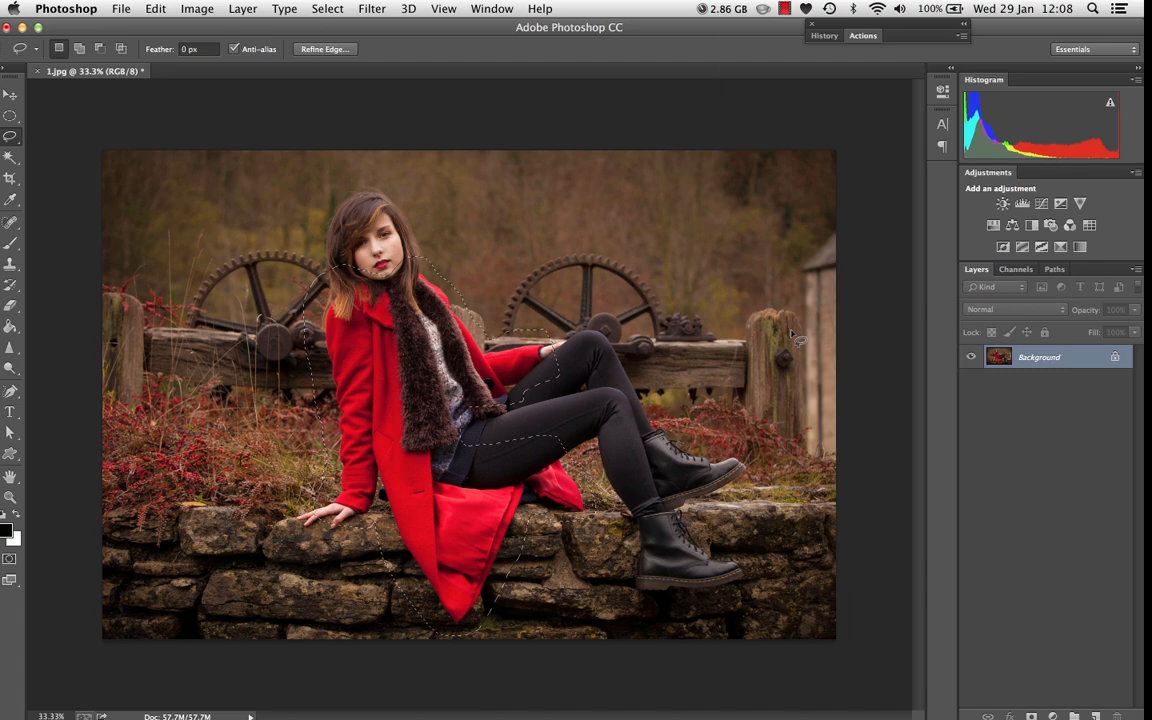 Photoshop File Edit Image Layer Type Select Filter 3D View Window Help 2.86 GB 100% Wed 29 Jan 12:08
Adobe Photoshop CC
History Actions
Feather: 0 px Anti-alias Refine Edge... Essentials
1.jpg @ 33.3% (RGB/8) *
Histogram
Adjustments
Add an adjustment
Layers Channels Paths
Kind
Normal Opacity: 100%
Lock: Fill: 100%
Background
33.33% Doc: 57.7M/57.7M